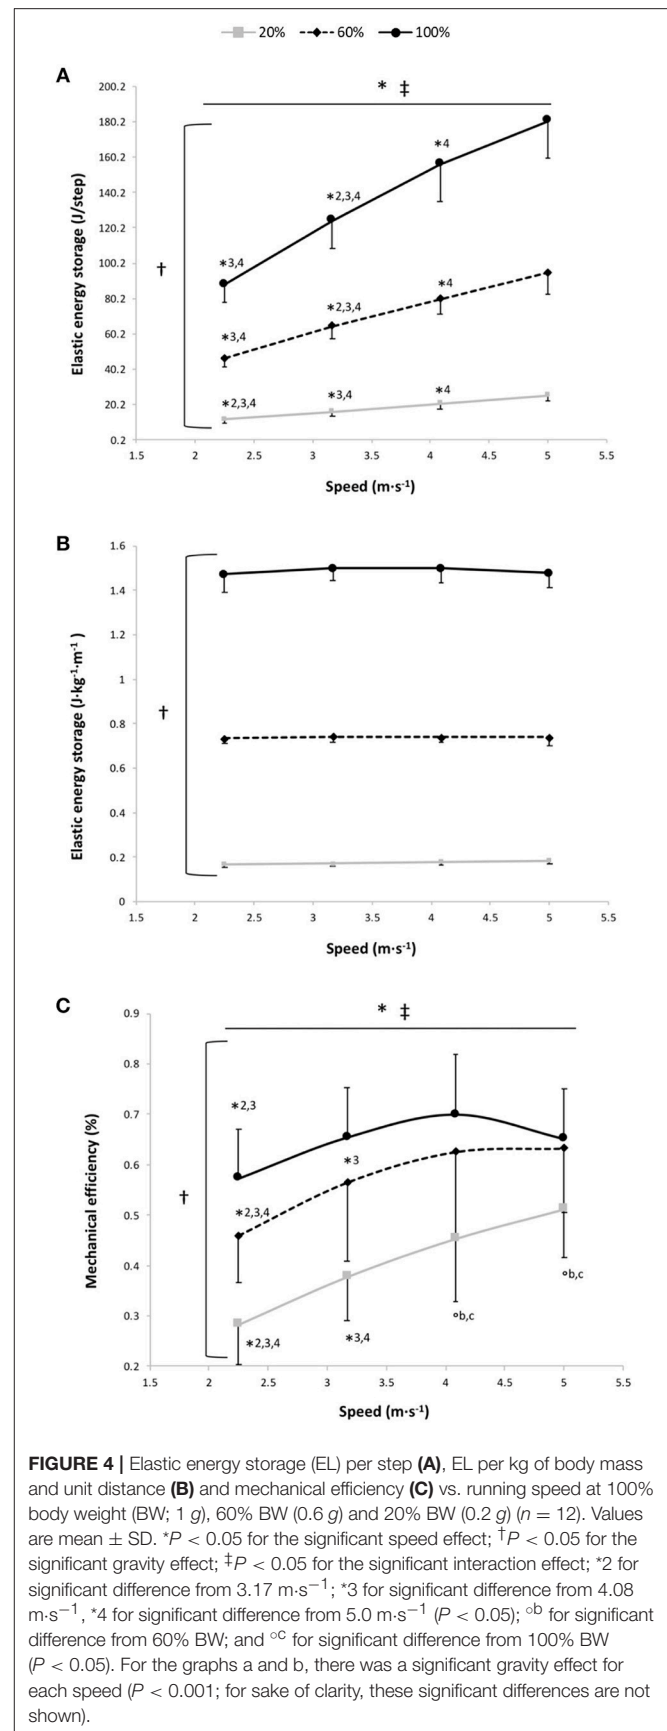 20% 60% 100%
A
* ‡
200.2
180.2
160.2
140.2
120.2
100.2
80.2
60.2
40.2
20.2
0.2
Elastic energy storage (J/step)
†
*3,4
*2,3,4
*4
*3,4
*2,3,4
*4
*2,3,4
*3,4
*4
1.5 2 2.5 3 3.5 4 4.5 5 5.5
Speed (m·s-1)
B
1.6
1.4
1.2
1
0.8
0.6
0.4
0.2
0
Elastic energy storage (J·kg-1·m-1 )
†
1.5 2 2.5 3 3.5 4 4.5 5 5.5
Speed (m·s-1)
C
* ‡
0.9
0.8
0.7
0.6
0.5
0.4
0.3
0.2
Mechanical efficiency (%)
†
*2,3
*3
*2,3,4
°b,c
°b,c
*2,3,4
*3,4
1.5 2 2.5 3 3.5 4 4.5 5 5.5
Speed (m·s-1)
FIGURE 4 | Elastic energy storage (EL) per step (A), EL per kg of body mass
and unit distance (B) and mechanical efficiency (C) vs. running speed at 100%
body weight (BW; 1 g), 60% BW (0.6 g) and 20% BW (0.2 g) (n = 12). Values
are mean ± SD. *P < 0.05 for the significant speed effect; †P < 0.05 for the
significant gravity effect; ‡P < 0.05 for the significant interaction effect; *2 for
significant difference from 3.17 m·s−1; *3 for significant difference from 4.08
m·s−1, *4 for significant difference from 5.0 m·s−1 (P < 0.05); °b for significant
difference from 60% BW; and °c for significant difference from 100% BW
(P < 0.05). For the graphs a and b, there was a significant gravity effect for
each speed (P < 0.001; for sake of clarity, these significant differences are not
shown).